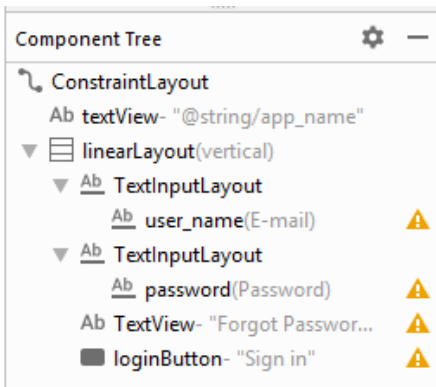 Component Tree
ConstraintLayout
Ab textView- "@string/app_name"
linearLayout(vertical)
Ab TextInputLayout
Ab user_name(E-mail)
Ab TextInputLayout
Ab password(Password)
Ab TextView- "Forgot Passwor...
loginButton- "Sign in"